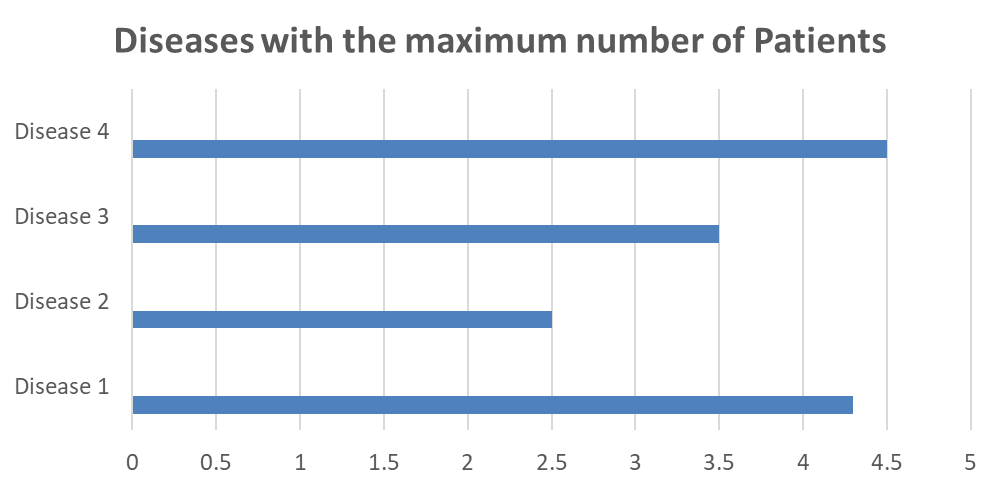 Diseases with the maximum number of Patients
Disease 4
Disease 3
Disease 2
Disease 1
0 0.5 1 1.5 2 2.5 3 3.5 4 4.5 5